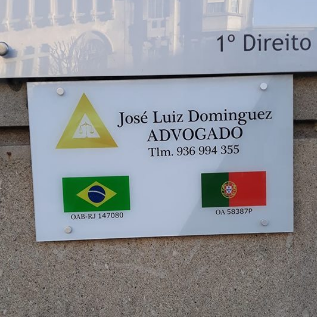 1º Direito
José Luiz Dominguez
ADVOGADO
Tlm. 936 994 355
OAB-RJ 147080
OA 58387P